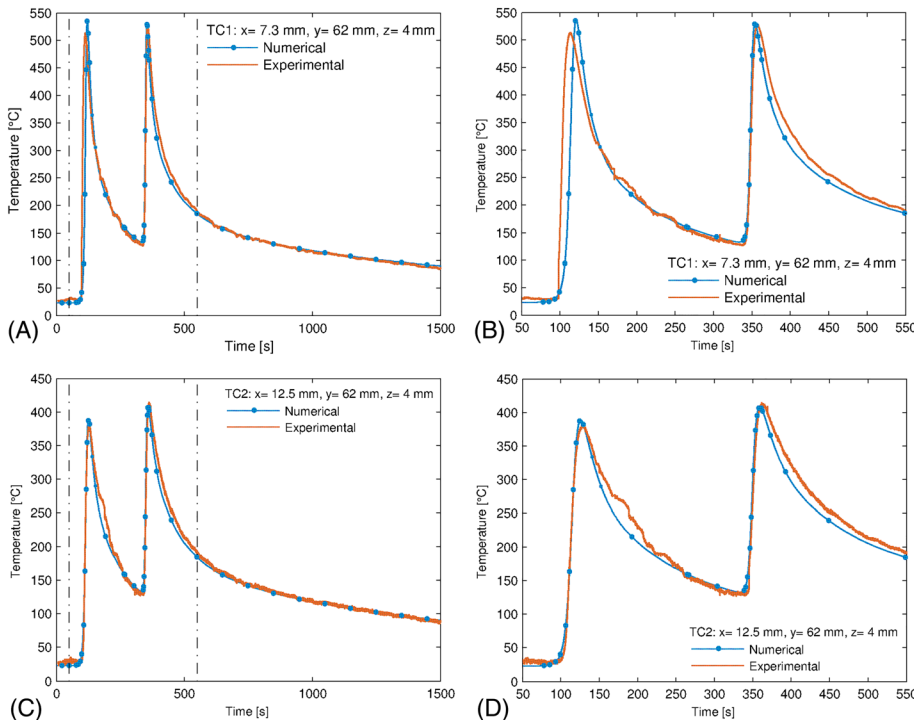 TC1: x= 7.3 mm, y= 62 mm, z= 4 mm
Numerical
Experimental
Temperature [°C]
550
500
450
400
350
300
250
200
150
100
50
0
0 500 1000 1500
Time [s]
(A)
550
500
450
400
350
300
250
200
150
100
50
0
Temperature [°C]
TC1: x= 7.3 mm, y= 62 mm, z= 4 mm
Numerical
Experimental
50 100 150 200 250 300 350 400 450 500 550
Time [s]
(B)
TC2: x= 12.5 mm, y= 62 mm, z= 4 mm
Numerical
Experimental
Temperature [°C]
450
400
350
300
250
200
150
100
50
0
0 500 1000 1500
Time [s]
(C)
450
400
350
300
250
200
150
100
50
0
Temperature [°C]
TC2: x= 12.5 mm, y= 62 mm, z= 4 mm
Numerical
Experimental
50 100 150 200 250 300 350 400 450 500 550
Time [s]
(D)